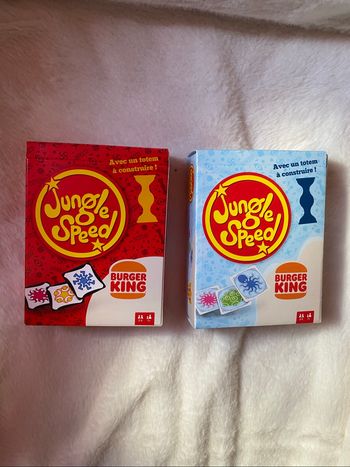 Avec un totem
à construire !
Jungle
Speed
BURGER
KING
Avec un totem
à construire !
Jungle
Speed
BURGER
KING